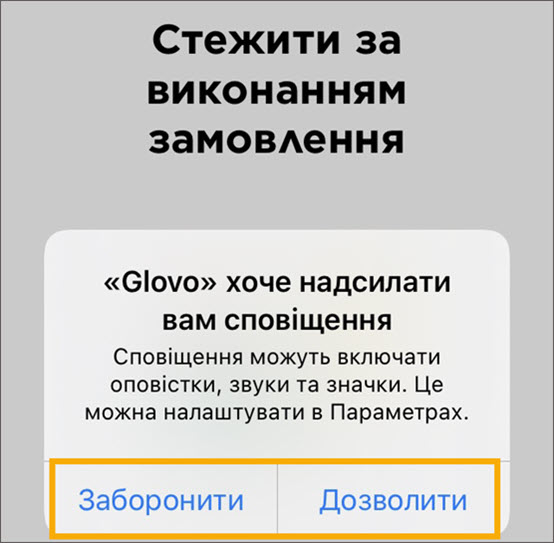 Стежити за
виконанням
замовлення
«Glovo» хоче надсилати
вам сповіщення
Сповіщення можуть включати
оповістки, звуки та значки. Це
можна налаштувати в Параметрах.
Заборонити Дозволити